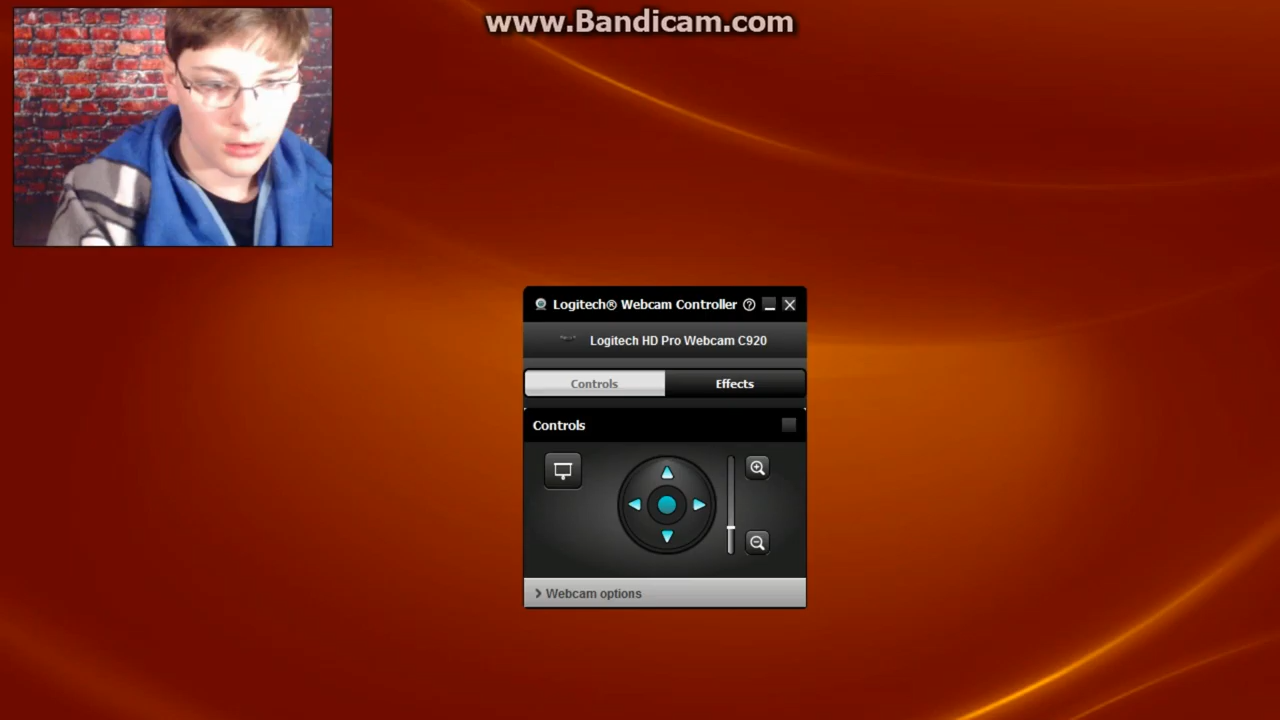 www.Bandicam.com
Logitech® Webcam Controller
Logitech HD Pro Webcam C920
Controls Effects
Controls
Webcam options